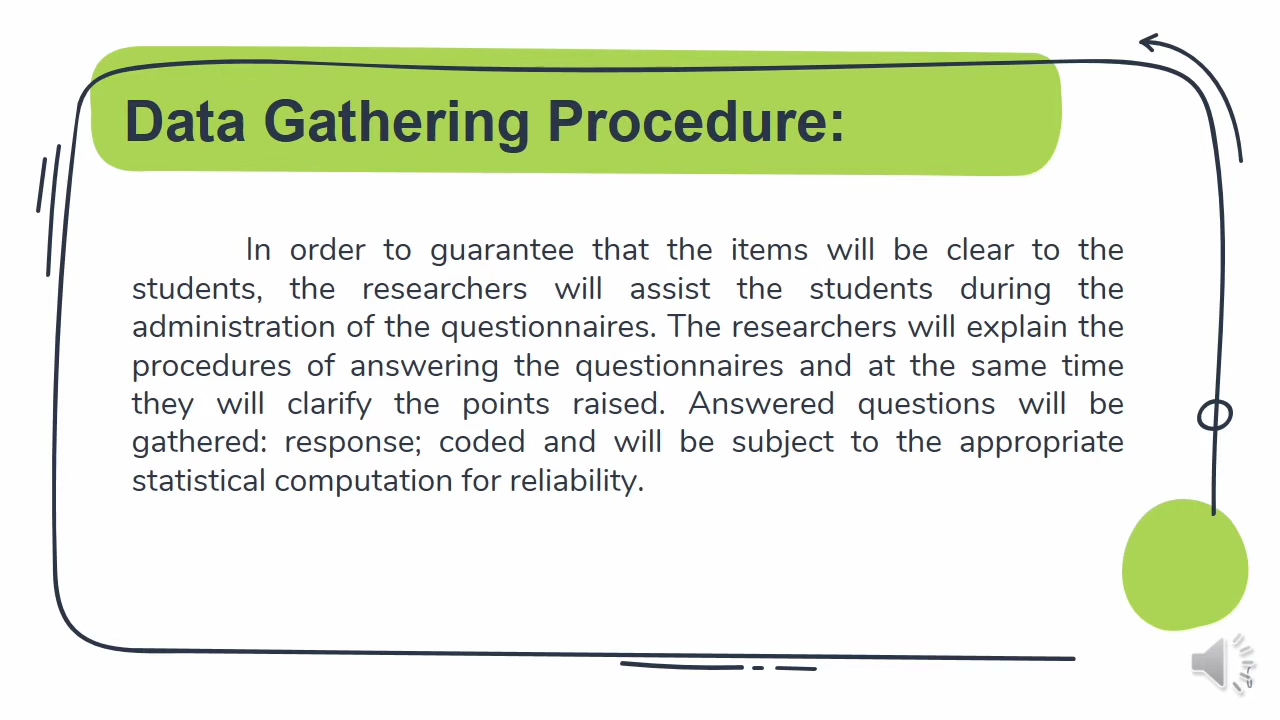 Data Gathering Procedure:
In order to guarantee that the items will be clear to the
students, the researchers will assist the students during the
administration of the questionnaires. The researchers will explain the
procedures of answering the questionnaires and at the same time
they will clarify the points raised. Answered questions will be
gathered: response; coded and will be subject to the appropriate
statistical computation for reliability.